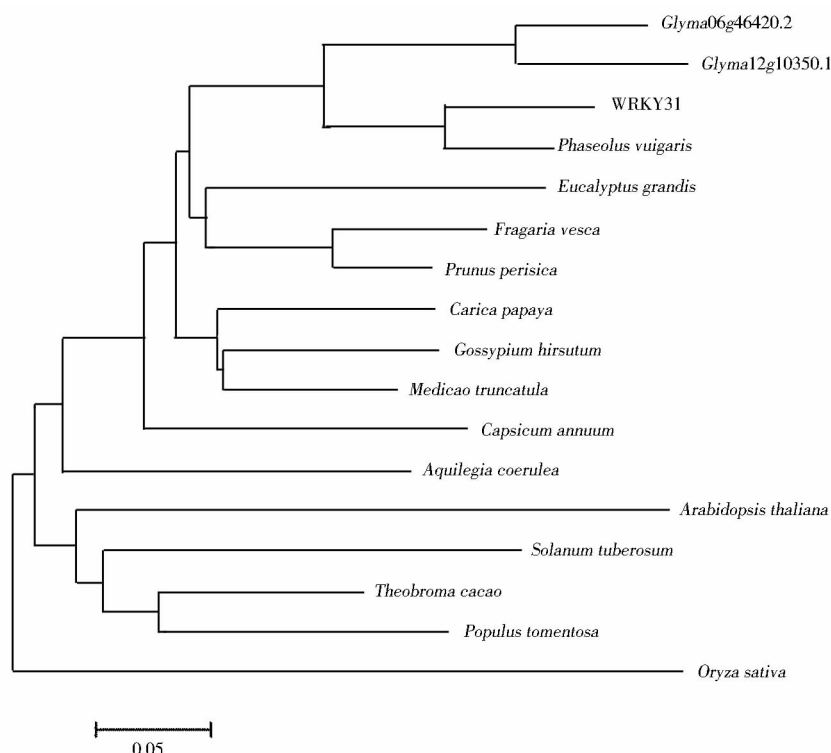 Glyma06g46420.2
Glyma12g10350.1
WRKY31
Phaseolus vuigaris
Eucalyptus grandis
Fragaria vesca
Prunus perisica
Carica papaya
Gossypium hirsutum
Medicao truncatula
Capsicum annuum
Aquilegia coerulea
Arabidopsis thaliana
Solanum tuberosum
Theobroma cacao
Populus tomentosa
Oryza sativa
0.05